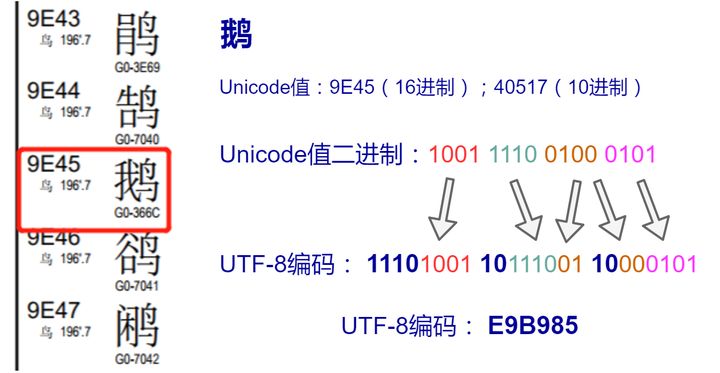 9E43
鸟 196'.7
鹃
G0-3E69
9E44
鸟 196'.7
鹄
G0-7040
9E45
鸟 196'.7
鹅
G0-366C
9E46
鸟 196'.7
鹆
G0-7041
9E47
鸟 196'.7
鹇
G0-7042
鹅
Unicode值：9E45（16进制）；40517（10进制）
Unicode值二进制：1001 1110 0100 0101
UTF-8编码： 11101001 10111001 10000101
UTF-8编码： E9B985